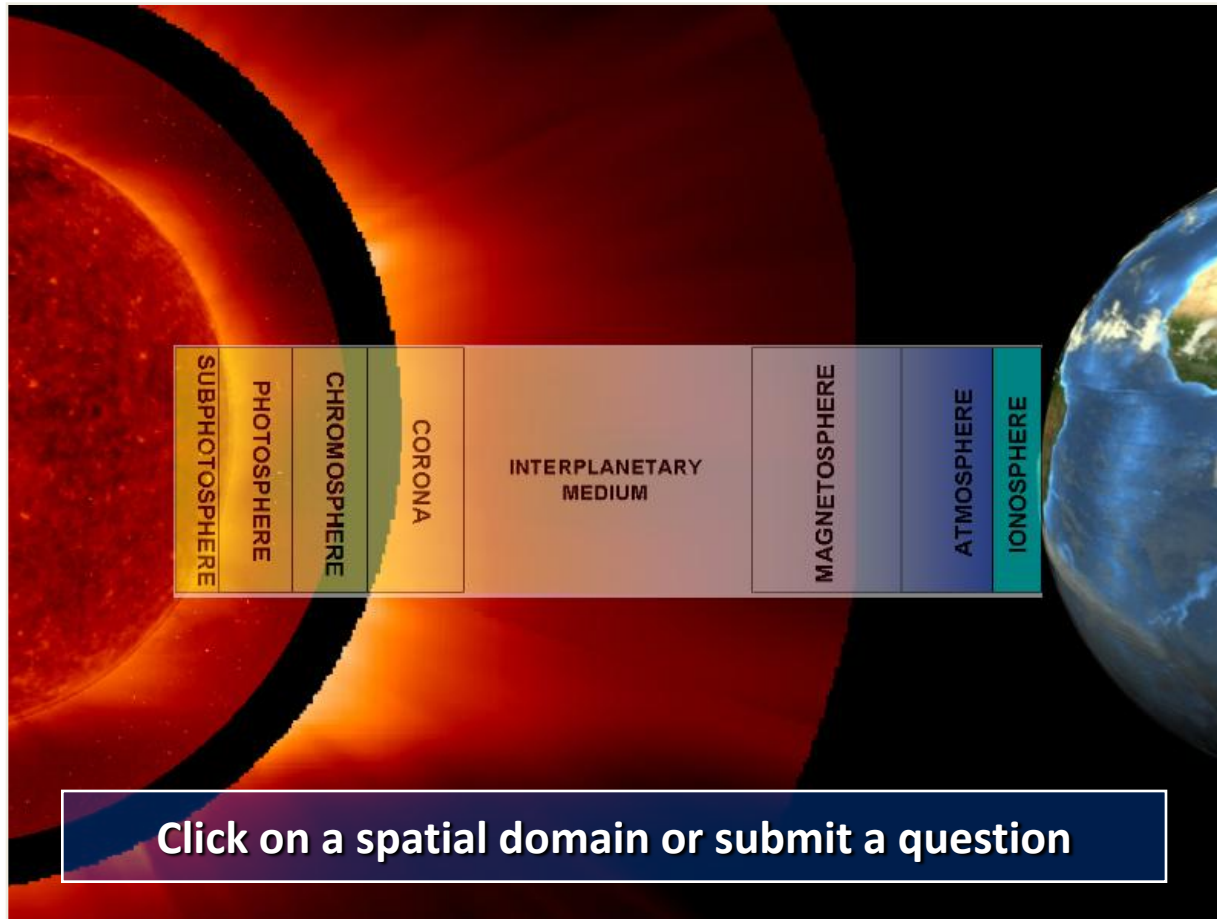 SUBPHOTOSPHERE
PHOTOSPHERE
CHROMOSPHERE
CORONA
INTERPLANETARY
MEDIUM
MAGNETOSPHERE
ATMOSPHERE
IONOSPHERE
Click on a spatial domain or submit a question